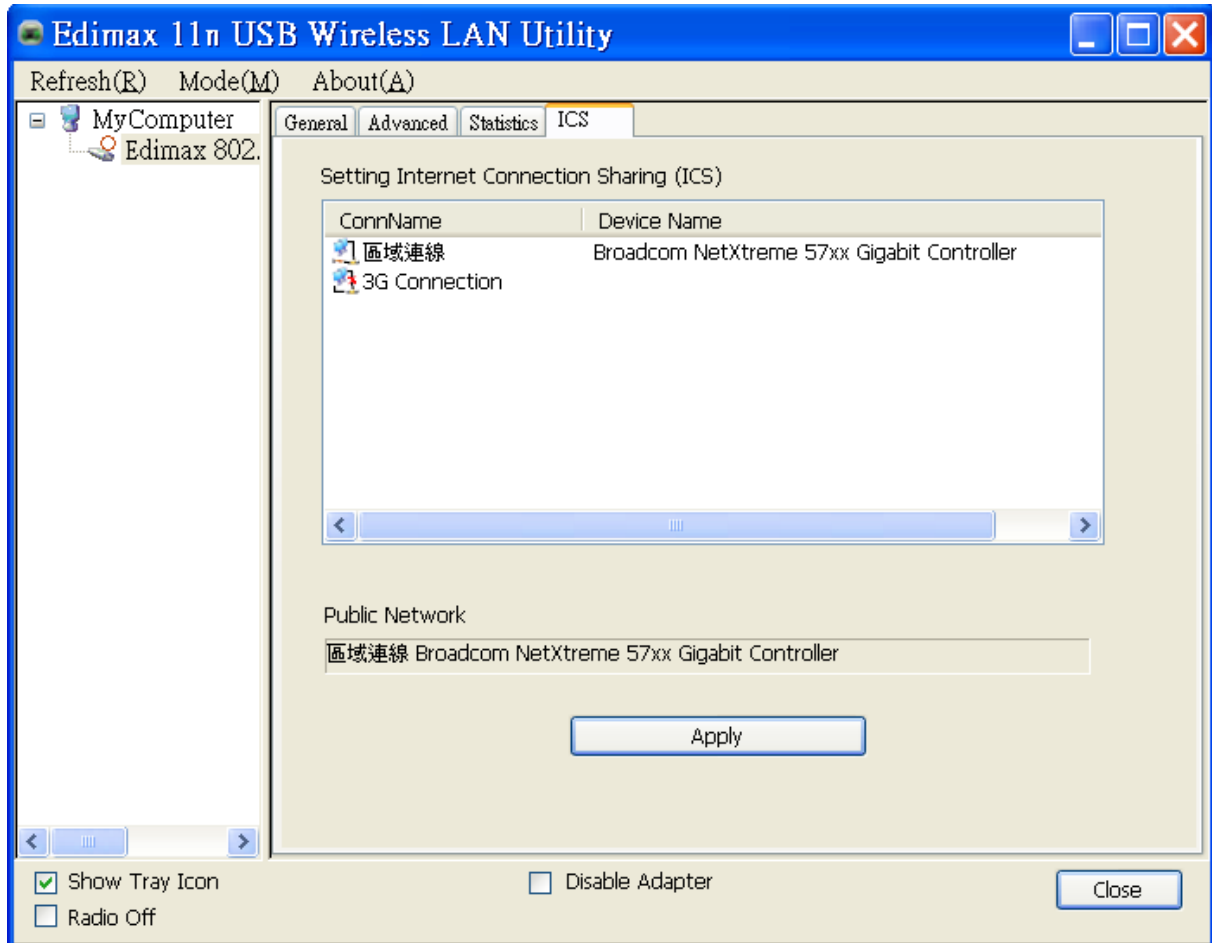 Edimax 11n USB Wireless LAN Utility
Refresh(R) Mode(M) About(A)
MyComputer
Edimax 802.
General Advanced Statistics ICS
Setting Internet Connection Sharing (ICS)
ConnName Device Name
區域連線 Broadcom NetXtreme 57xx Gigabit Controller
3G Connection
Public Network
區域連線 Broadcom NetXtreme 57xx Gigabit Controller
Apply
Show Tray Icon Disable Adapter
Radio Off
Close